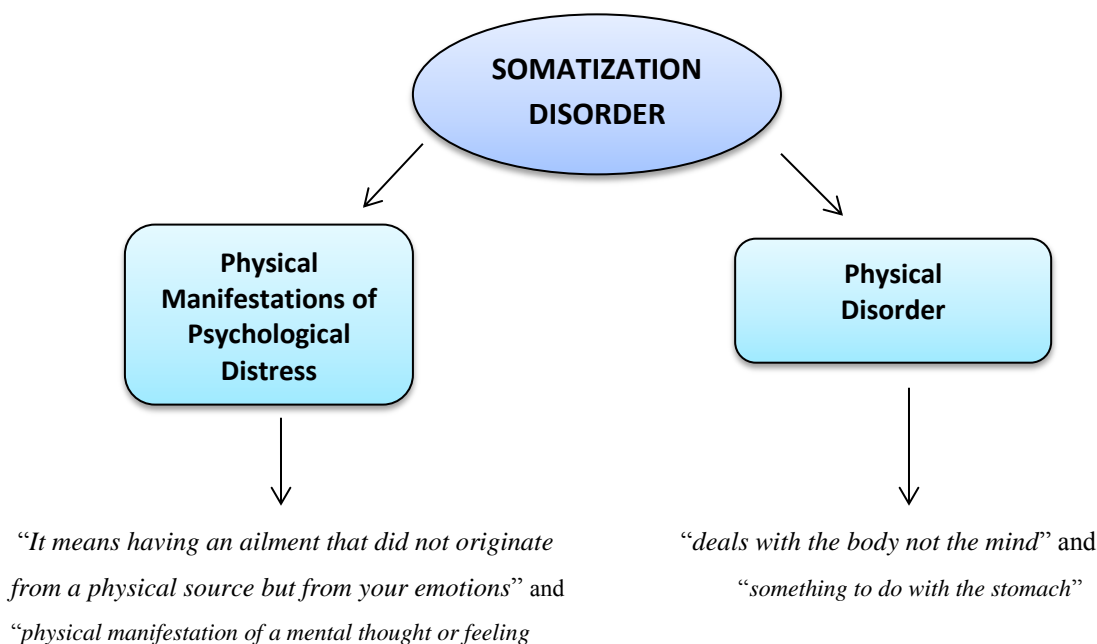 SOMATIZATION
DISORDER
Physical
Manifestations of
Psychological
Distress
Physical
Disorder
“It means having an ailment that did not originate
from a physical source but from your emotions” and
“physical manifestation of a mental thought or feeling
“deals with the body not the mind” and
“something to do with the stomach”